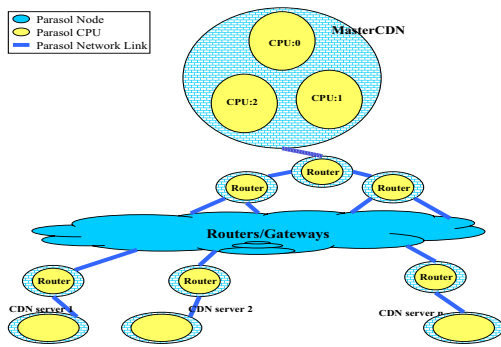 Parasol Node
Parasol CPU
Parasol Network Link
MasterCDN
CPU:0
CPU:2
CPU:1
Router
Router
Router
Routers/Gateways
Router
Router
Router
CDN server 1
CDN server 2
CDN server n